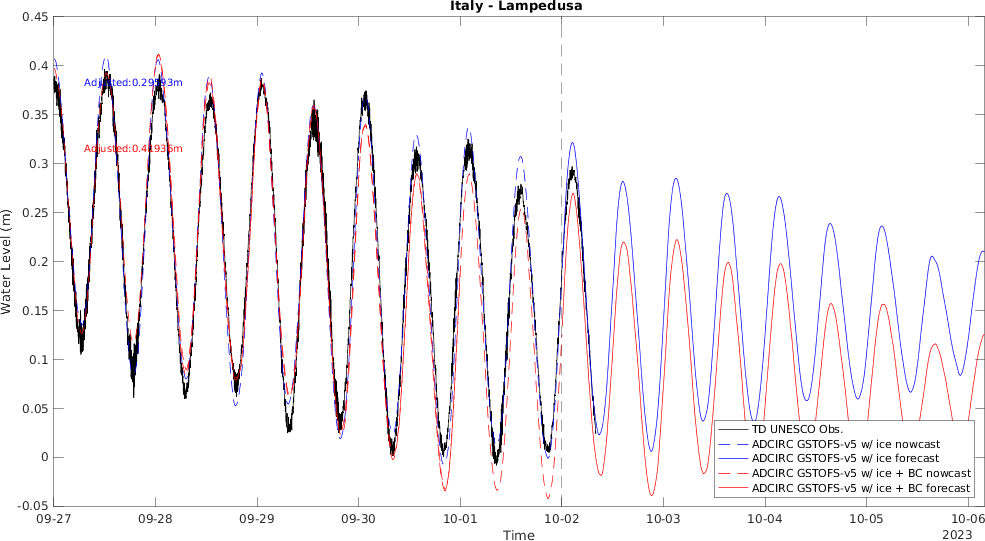 Italy - Lampedusa
Water Level (m)
0.45
0.4
0.35
0.3
0.25
0.2
0.15
0.1
0.05
0
-0.05
TD UNESCO Obs.
ADCIRC GSTOFS-v5 w/ ice nowcast
ADCIRC GSTOFS-v5 w/ ice forecast
ADCIRC GSTOFS-v5 w/ ice + BC nowcast
ADCIRC GSTOFS-v5 w/ ice + BC forecast
09-27 09-28 09-29 09-30 10-01 10-02 10-03 10-04 10-05 10-06
Time
2023